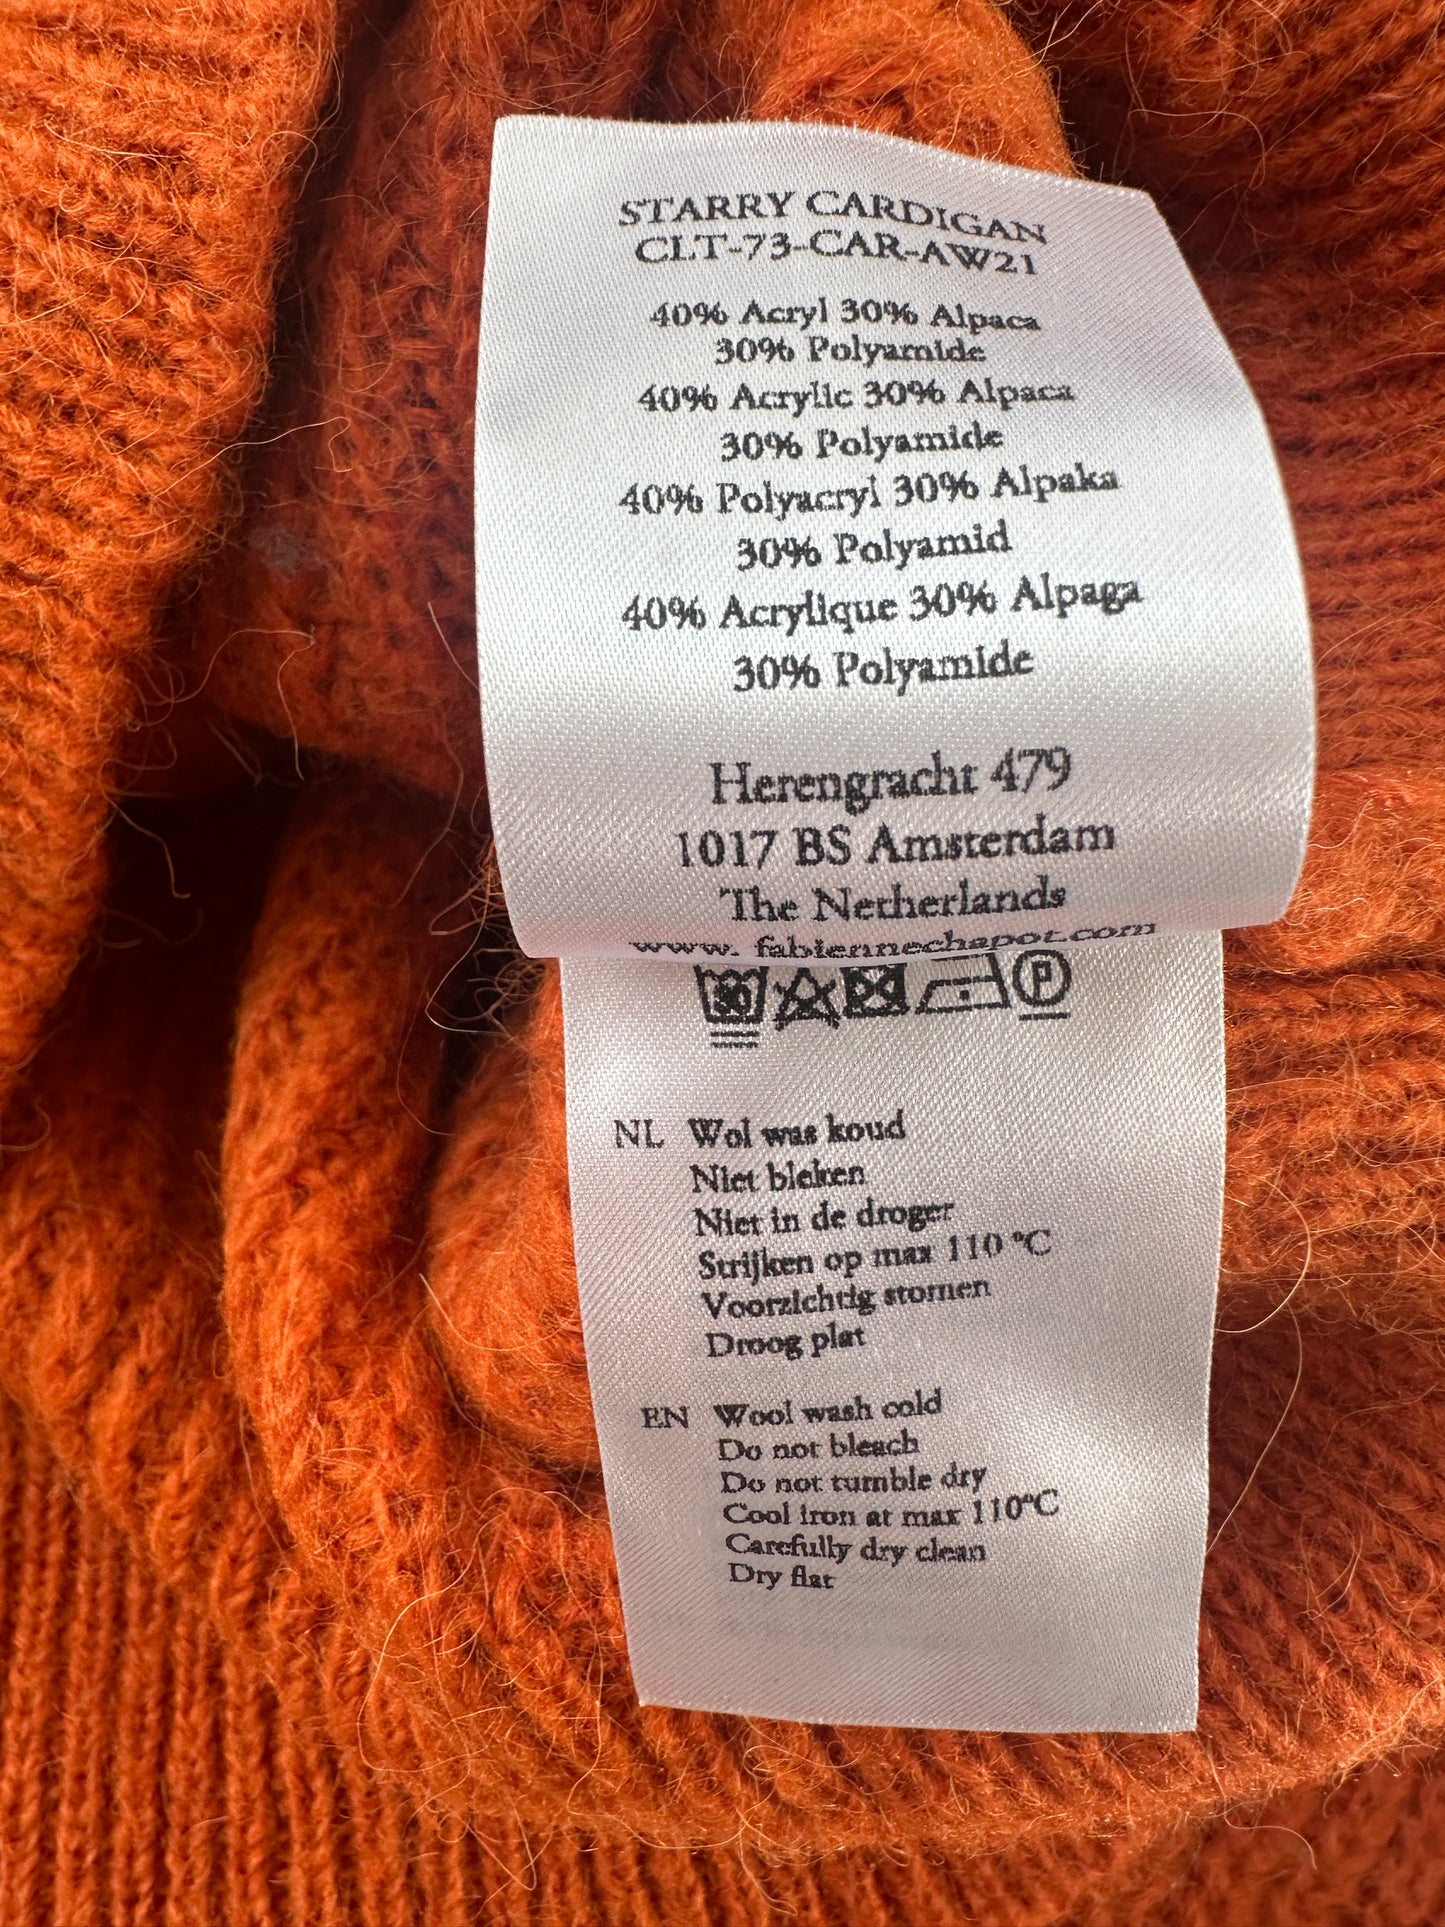 STARRY CARDIGAN
CLT-73-CAR-AW21
40% Acryl 30% Alpaca
30% Polyamide
40% Acrylic 30% Alpaca
30% Polyamide
40% Polyacryl 30% Alpaka
30% Polyamid
40% Acrylique 30% Alpaga
30% Polyamide
Herengracht 479
1017 BS Amsterdam
The Netherlands
www. fabiennechapot.com
30 P
NL Wol was koud
Niet bleken
Niet in de droger
Strijken op max 110 °C
Voorzichtig stomen
Droog plat
EN Wool wash cold
Do not bleach
Do not tumble dry
Cool iron at max 110°C
Carefully dry clean
Dry flat